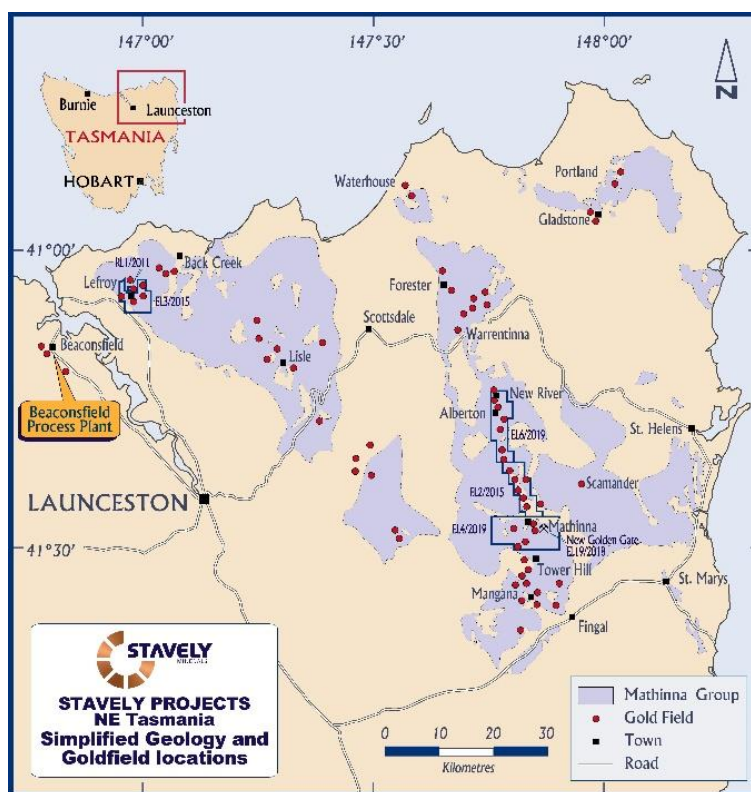 147°00'
147°30'
148°00'
Burnie
Launceston
TASMANIA
HOBART
N
Portland
Waterhouse
Gladstone
41°00'
RL1/2011
Back Creek
Lefroy
EL3/2015
Forester
Scottsdale
Warrentinna
Beaconsfield
Lisle
Beaconsfield
Process Plant
New River
Alberton
EL6/2019
St. Helens
EL2/2015
Scamander
LAUNCESTON
EL4/2019
Mathinna
41°30'
New Golden Gate
EL19/2018
Tower Hill
St. Marys
Mangana
Fingal
STAVELY
MINERALS
STAVELY PROJECTS
NE Tasmania
Simplified Geology and
Goldfield locations
0 10 20 30
Kilometres
Mathinna Group
Gold Field
Town
Road